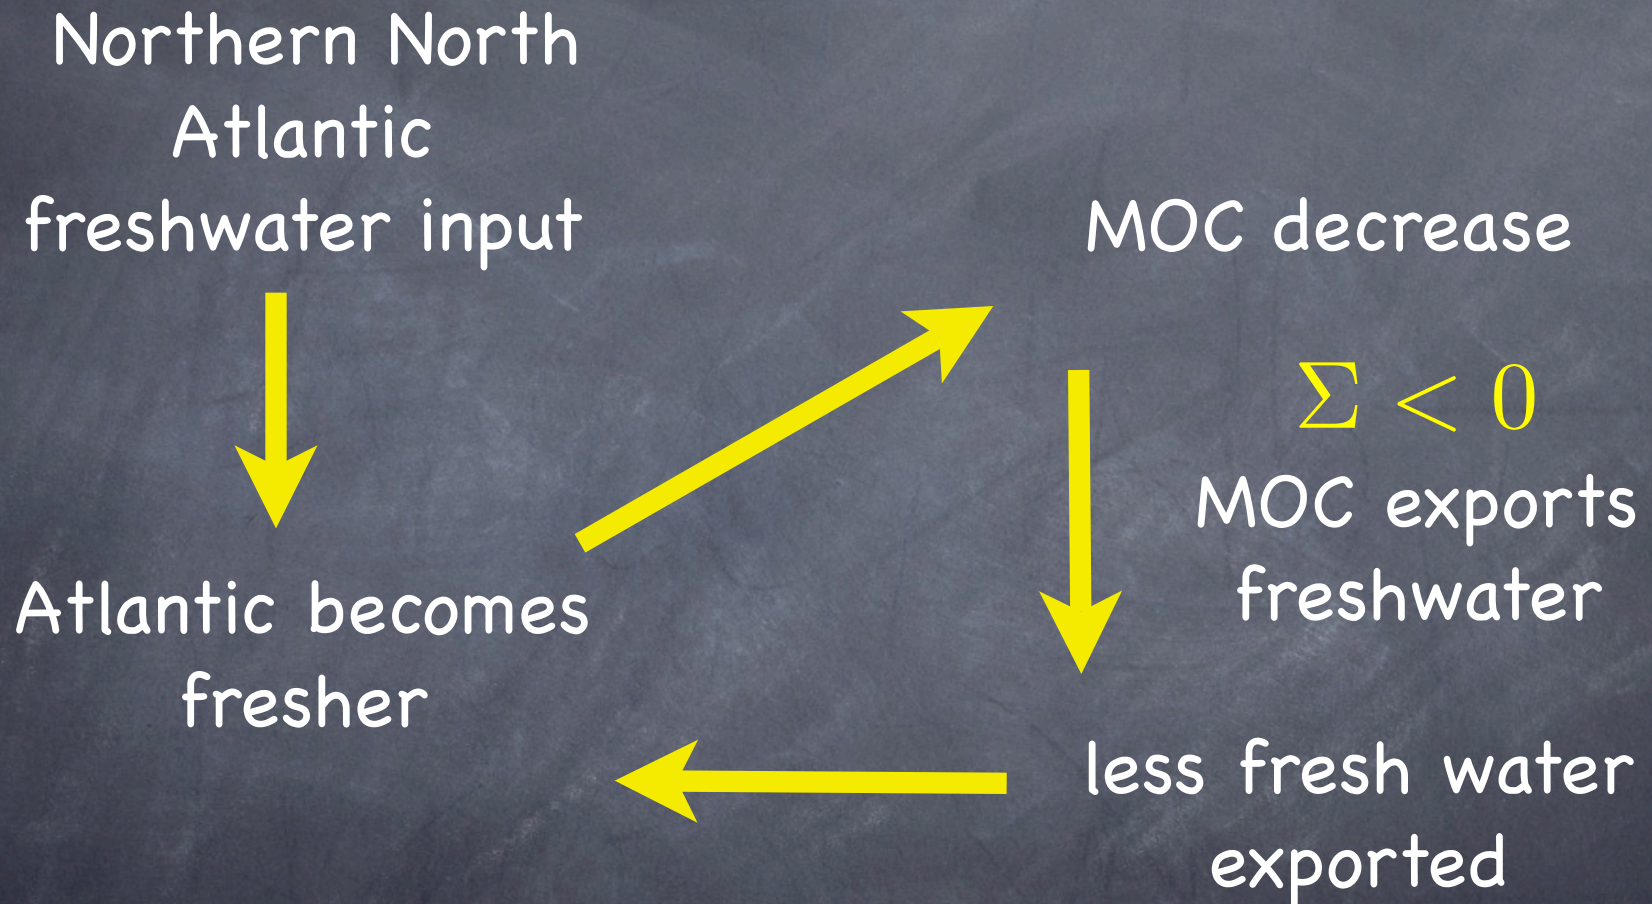 Northern North
Atlantic
freshwater input
MOC decrease
Σ < 0
MOC exports
freshwater
Atlantic becomes
fresher
less fresh water
exported